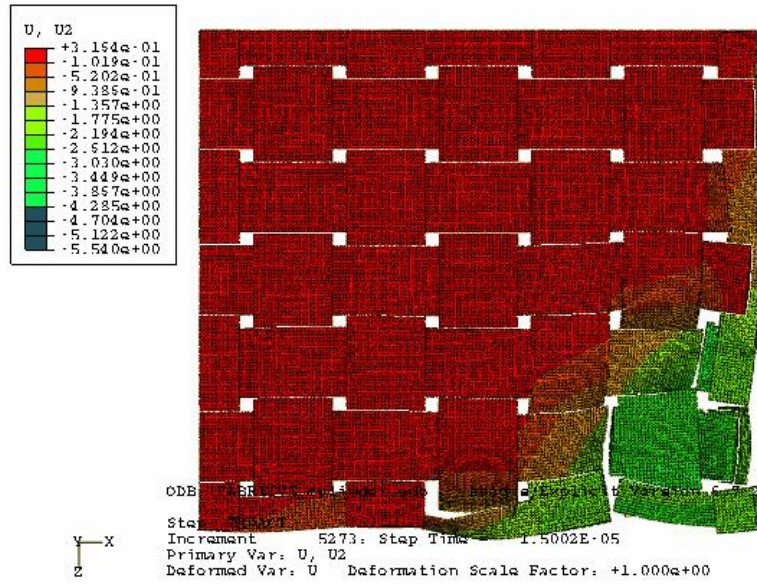 U, U2
+3.154e-01
-1.019e-01
-5.202e-01
-9.385e-01
-1.357e+00
-1.775e+00
-2.194e+00
-2.612e+00
-3.030e+00
-3.449e+00
-3.867e+00
-4.285e+00
-4.704e+00
-5.122e+00
-5.540e+00
ODB:
Explicit Version
Step:
Increment 5273: Step Time 1.5002E-05
Primary Var: U, U2
Deformed Var: U Deformation Scale Factor: +1.000e+00
Y X
Z